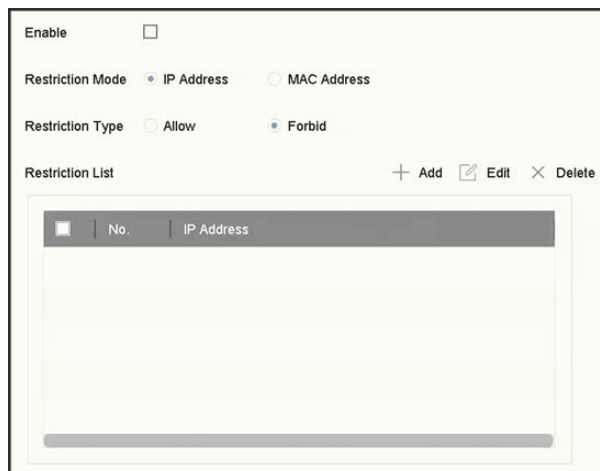 Enable
Restriction Mode IP Address MAC Address
Restriction Type Allow Forbid
Restriction List Add Edit Delete
No. IP Address